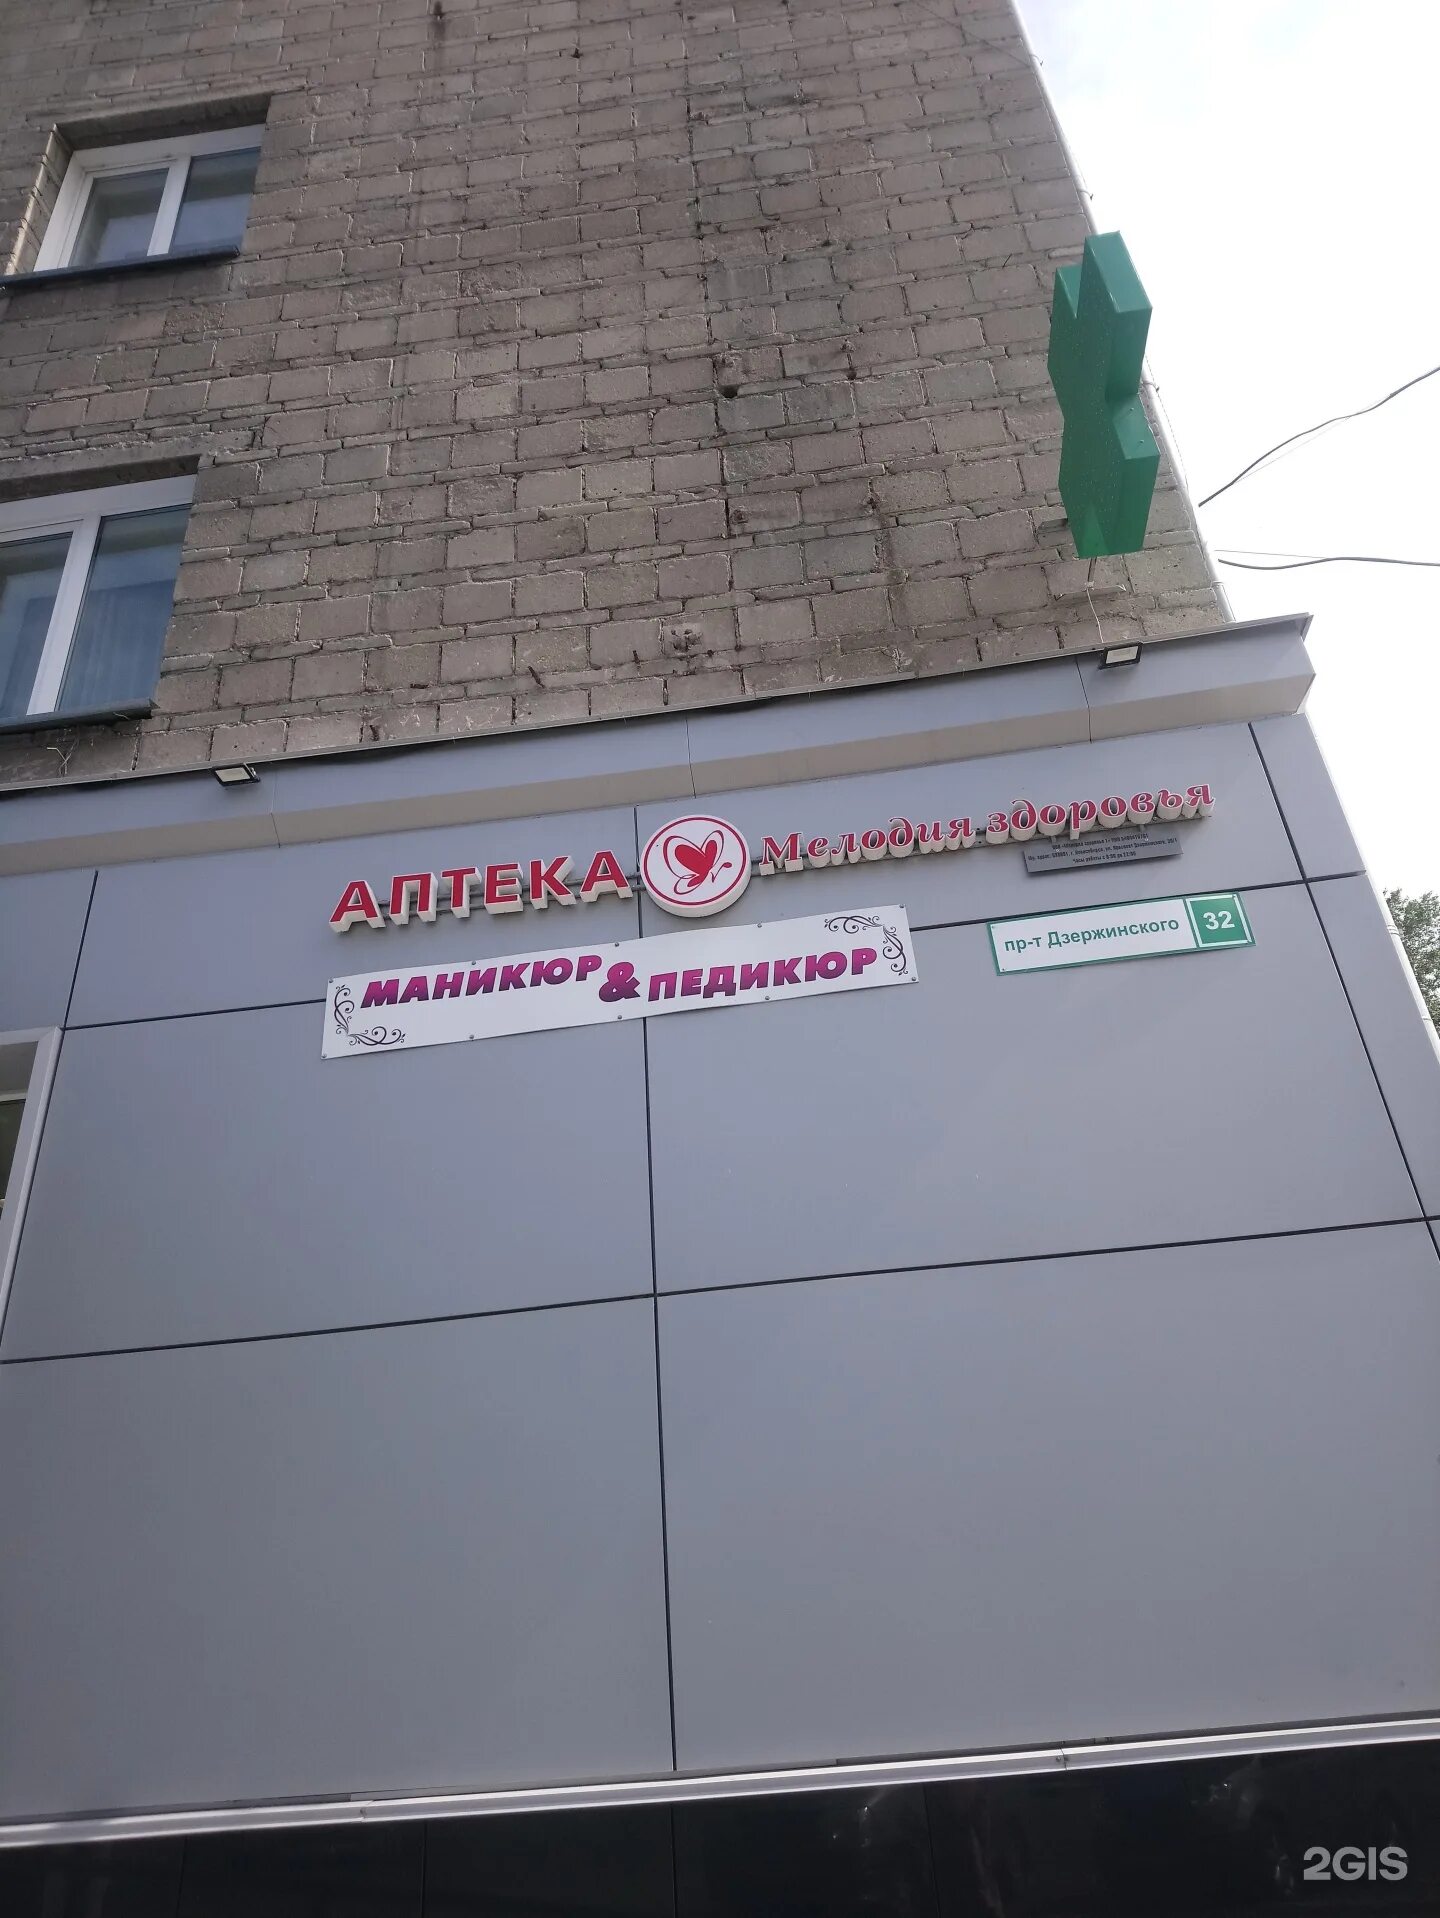 АПТЕКА Мелодия здоровья
МАНИКЮР & ПЕДИКЮР
пр-т Дзержинского 32
2GIS